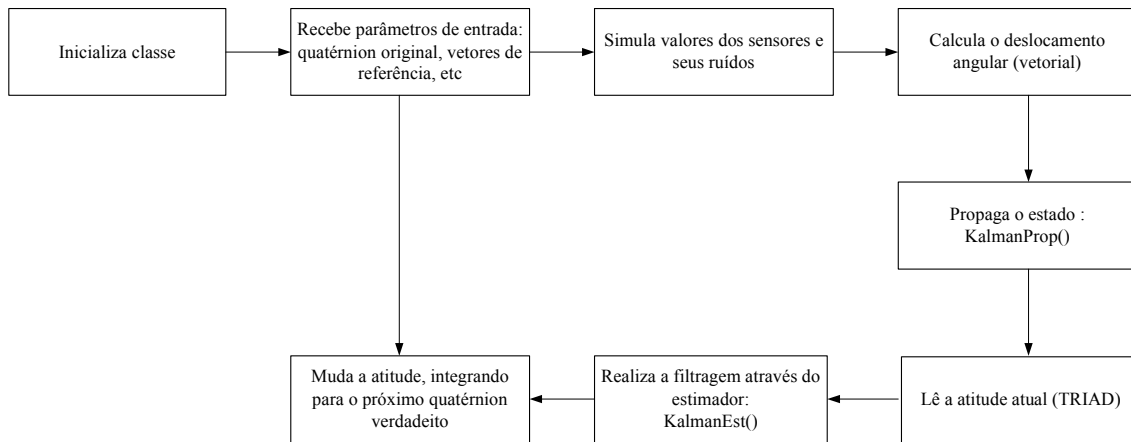 Inicializa classe
Recebe parâmetros de entrada:
quatérnion original, vetores de
referência, etc
Simula valores dos sensores e
seus ruídos
Calcula o deslocamento
angular (vetorial)
Propaga o estado :
KalmanProp()
Lê a atitude atual (TRIAD)
Realiza a filtragem através do
estimador:
KalmanEst()
Muda a atitude, integrando
para o próximo quatérnion
verdadeito